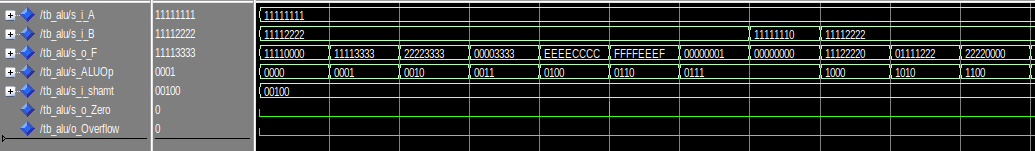 /tb_alu/s_i_A 11111111 11111111
/tb_alu/s_i_B 11112222 11112222 11111110 11112222
/tb_alu/s_o_F 11113333 11110000 11113333 22223333 00003333 EEEECCCC FFFFEEEF 00000001 00000000 11122220 01111222 22220000
/tb_alu/s_ALUOp 0001 0000 0001 0010 0011 0100 0110 0111 1000 1010 1100
/tb_alu/s_i_shamt 00100 00100
/tb_alu/s_o_Zero 0
/tb_alu/s_o_Overflow 0